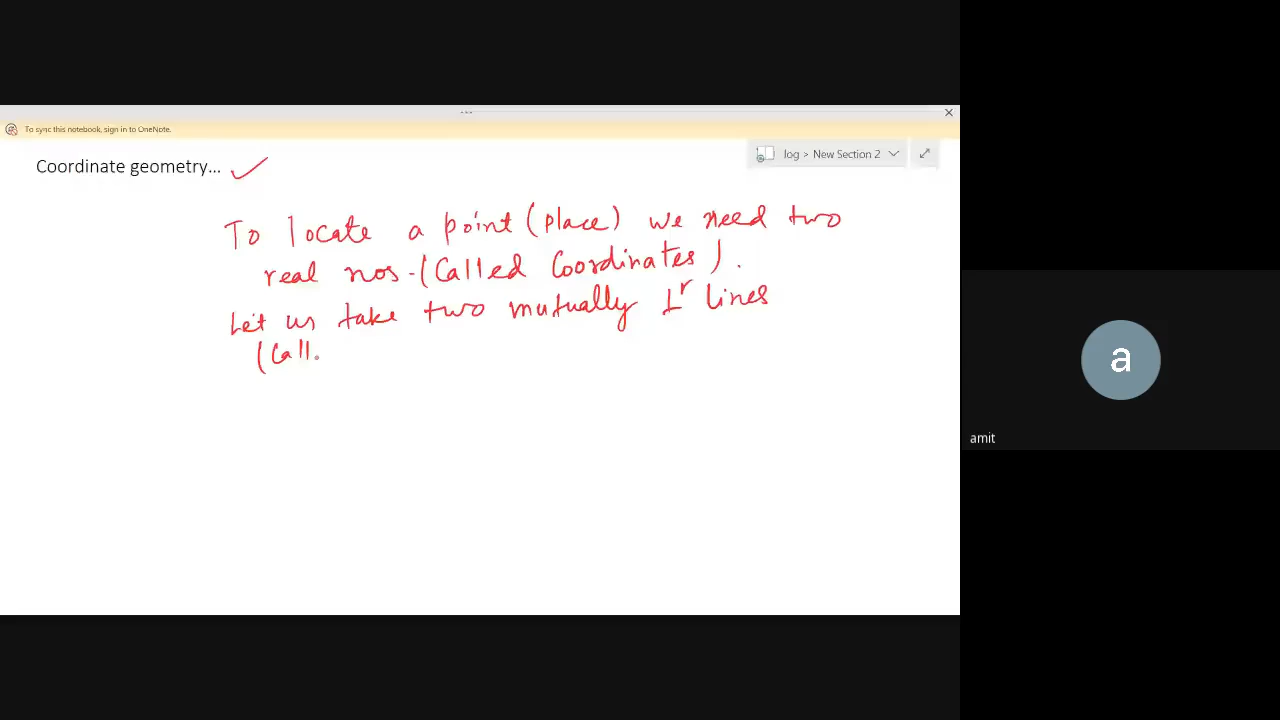 To sync this notebook, sign in to OneNote.
log > New Section 2
Coordinate geometry...
To locate a point (place) we need two
real nos. (Called Coordinates).
Let us take two mutually ⊥r lines
(Call
a
amit